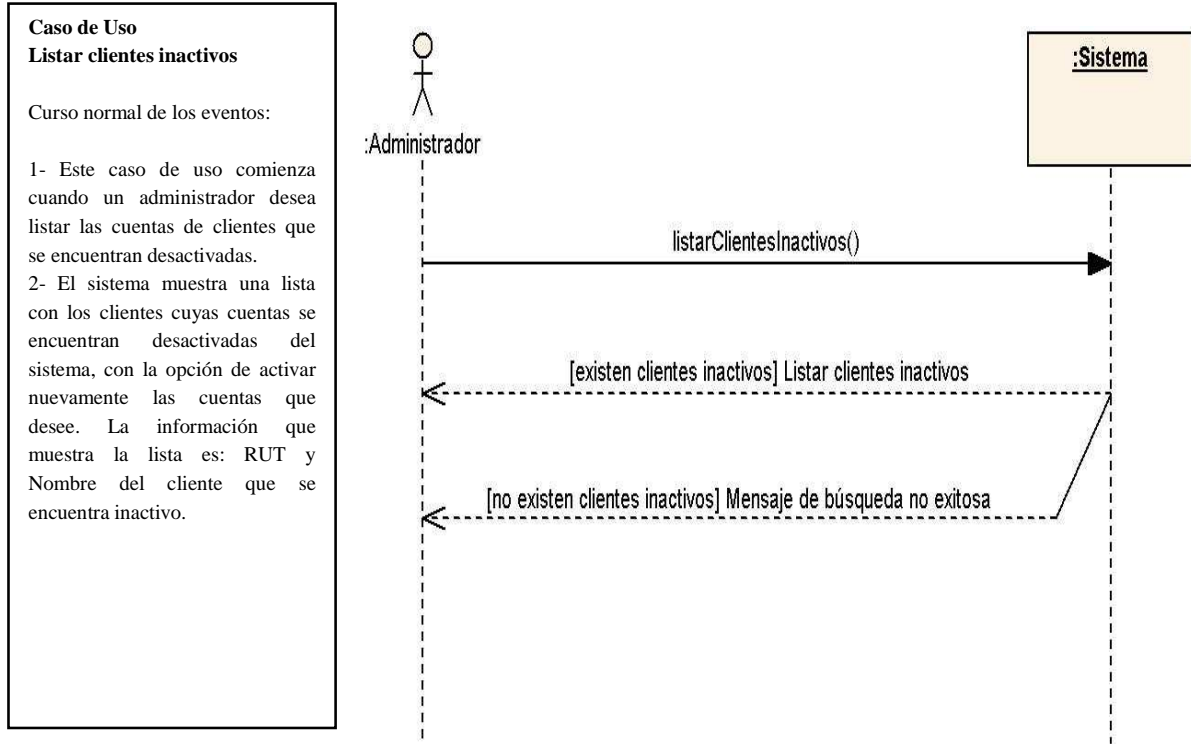 Caso de Uso
Listar clientes inactivos
Curso normal de los eventos:
1- Este caso de uso comienza
cuando un administrador desea
listar las cuentas de clientes que
se encuentran desactivadas.
2- El sistema muestra una lista
con los clientes cuyas cuentas se
encuentran desactivadas del
sistema, con la opción de activar
nuevamente las cuentas que
desee. La información que
muestra la lista es: RUT y
Nombre del cliente que se
encuentra inactivo.
:Administrador
:Sistema
listarClientesInactivos()
[existen clientes inactivos] Listar clientes inactivos
[no existen clientes inactivos] Mensaje de búsqueda no exitosa